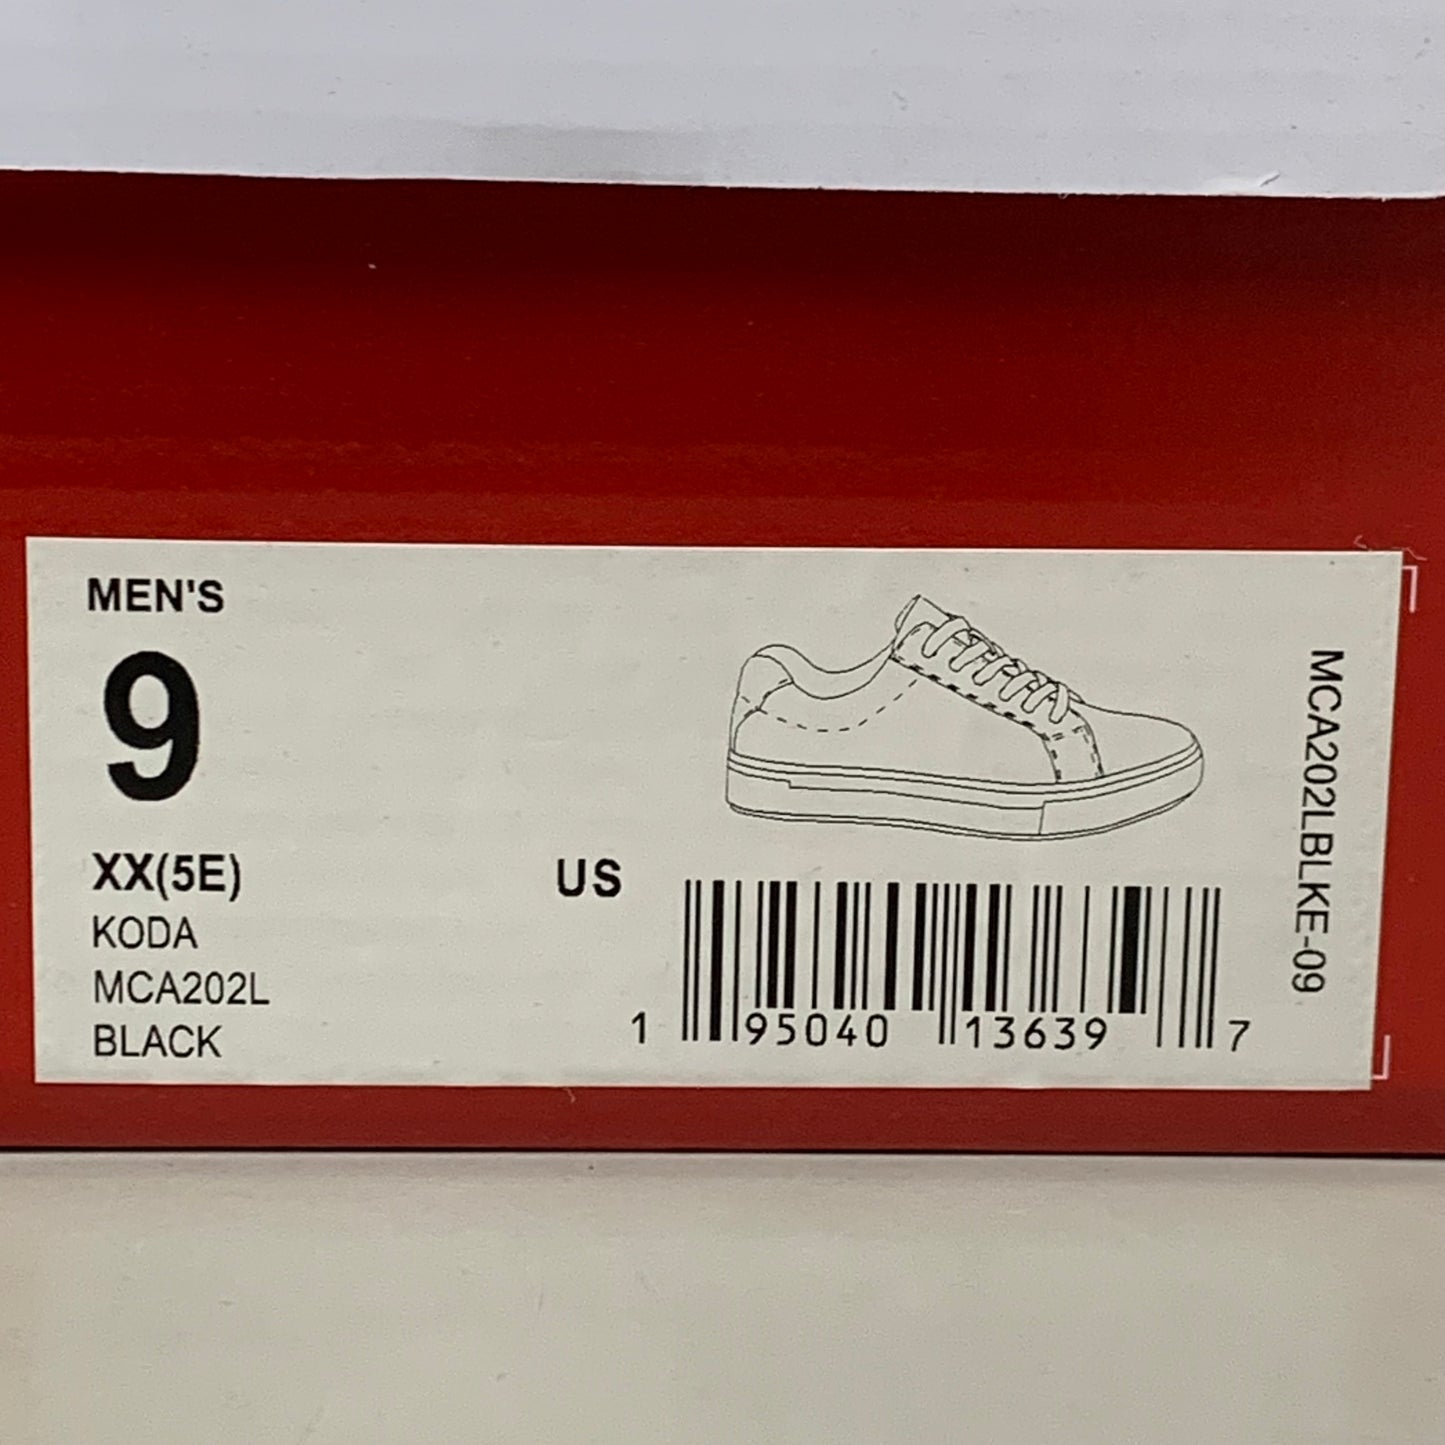 MEN'S
9
XX(5E)
US
KODA
MCA202L
BLACK
1 95040 13639 7
MCA202LBLKE-09